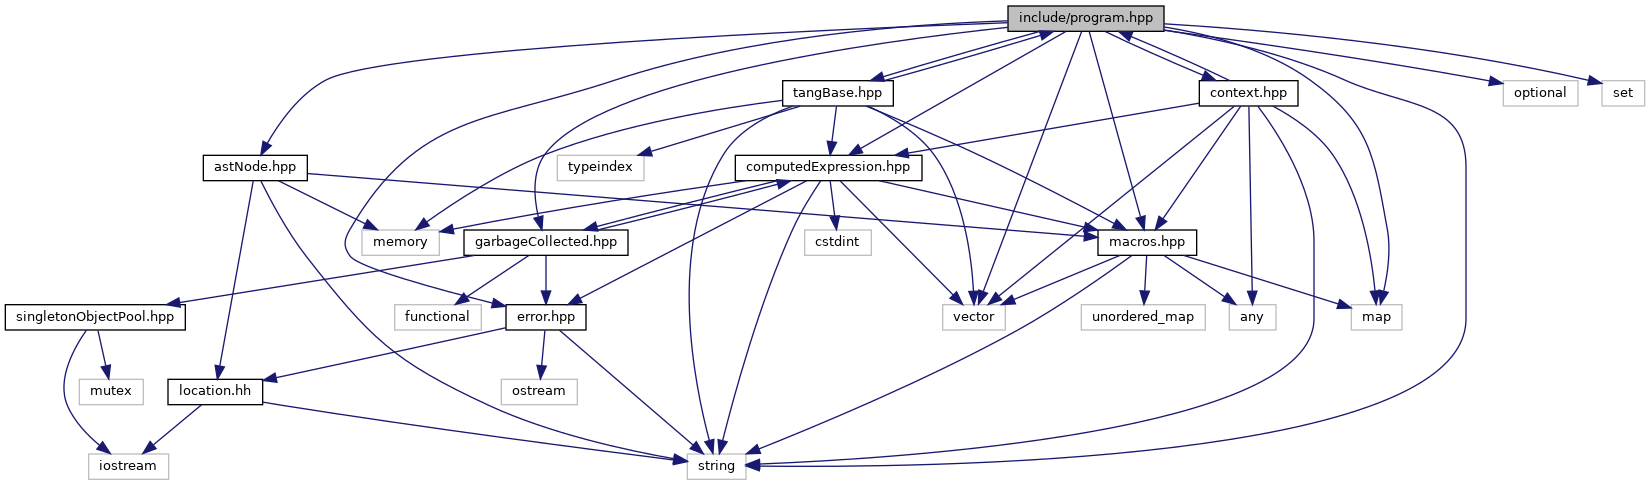 include/program.hpp
tangBase.hpp
context.hpp
optional
set
astNode.hpp
typeindex
computedExpression.hpp
memory
garbageCollected.hpp
cstdint
macros.hpp
singletonObjectPool.hpp
functional
error.hpp
vector
unordered_map
any
map
mutex
location.hh
ostream
iostream
string